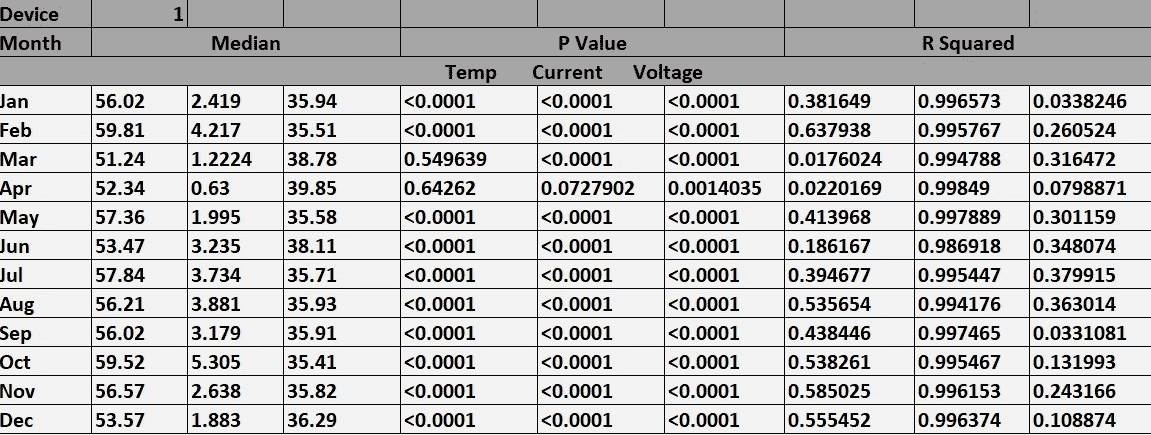 Device 1
Month Median P Value R Squared
Temp Current Voltage
Jan 56.02 2.419 35.94 <0.0001 <0.0001 <0.0001 0.381649 0.996573 0.0338246
Feb 59.81 4.217 35.51 <0.0001 <0.0001 <0.0001 0.637938 0.995767 0.260524
Mar 51.24 1.2224 38.78 0.549639 <0.0001 <0.0001 0.0176024 0.994788 0.316472
Apr 52.34 0.63 39.85 0.64262 0.0727902 0.0014035 0.0220169 0.99849 0.0798871
May 57.36 1.995 35.58 <0.0001 <0.0001 <0.0001 0.413968 0.997889 0.301159
Jun 53.47 3.235 38.11 <0.0001 <0.0001 <0.0001 0.186167 0.986918 0.348074
Jul 57.84 3.734 35.71 <0.0001 <0.0001 <0.0001 0.394677 0.995447 0.379915
Aug 56.21 3.881 35.93 <0.0001 <0.0001 <0.0001 0.535654 0.994176 0.363014
Sep 56.02 3.179 35.91 <0.0001 <0.0001 <0.0001 0.438446 0.997465 0.0331081
Oct 59.52 5.305 35.41 <0.0001 <0.0001 <0.0001 0.538261 0.995467 0.131993
Nov 56.57 2.638 35.82 <0.0001 <0.0001 <0.0001 0.585025 0.996153 0.243166
Dec 53.57 1.883 36.29 <0.0001 <0.0001 <0.0001 0.555452 0.996374 0.108874